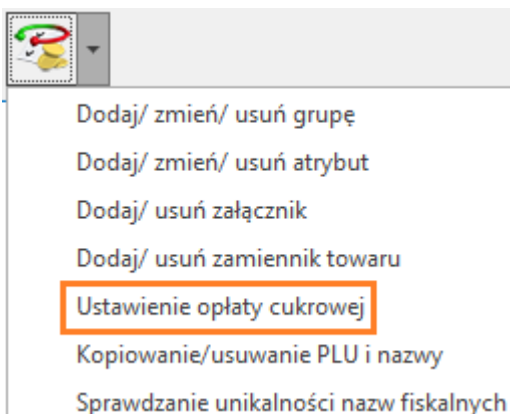 Dodaj/ zmień/ usuń grupę
Dodaj/ zmień/ usuń atrybut
Dodaj/ usuń załącznik
Dodaj/ usuń zamiennik towaru
Ustawienie opłaty cukrowej
Kopiowanie/usuwanie PLU i nazwy
Sprawdzanie unikalności nazw fiskalnych